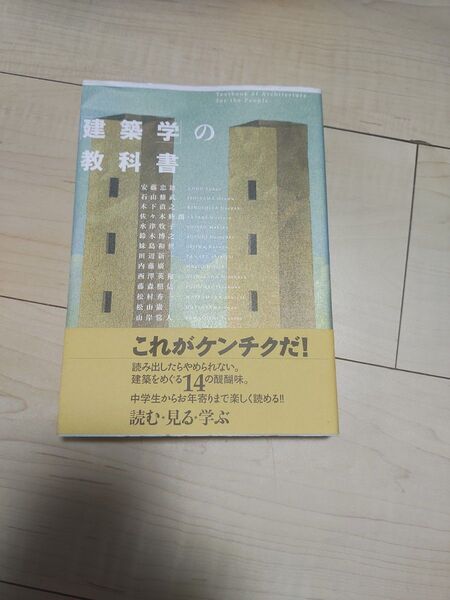 Textbook of Architecture
for the People
建築学の
教科書
安藤忠雄
石山修武
木下直之
佐々木睦朗
水津牧子
鈴木博之
妹島和世
田辺新一
内藤廣
西澤英和
藤森照信
松村秀一
松山巖
山岸常人
これがケンチクだ!
読み出したらやめられない。
建築をめぐる14の醍醐味。
中学生からお年寄りまで楽しく読める!!
読む・見る・学ぶ